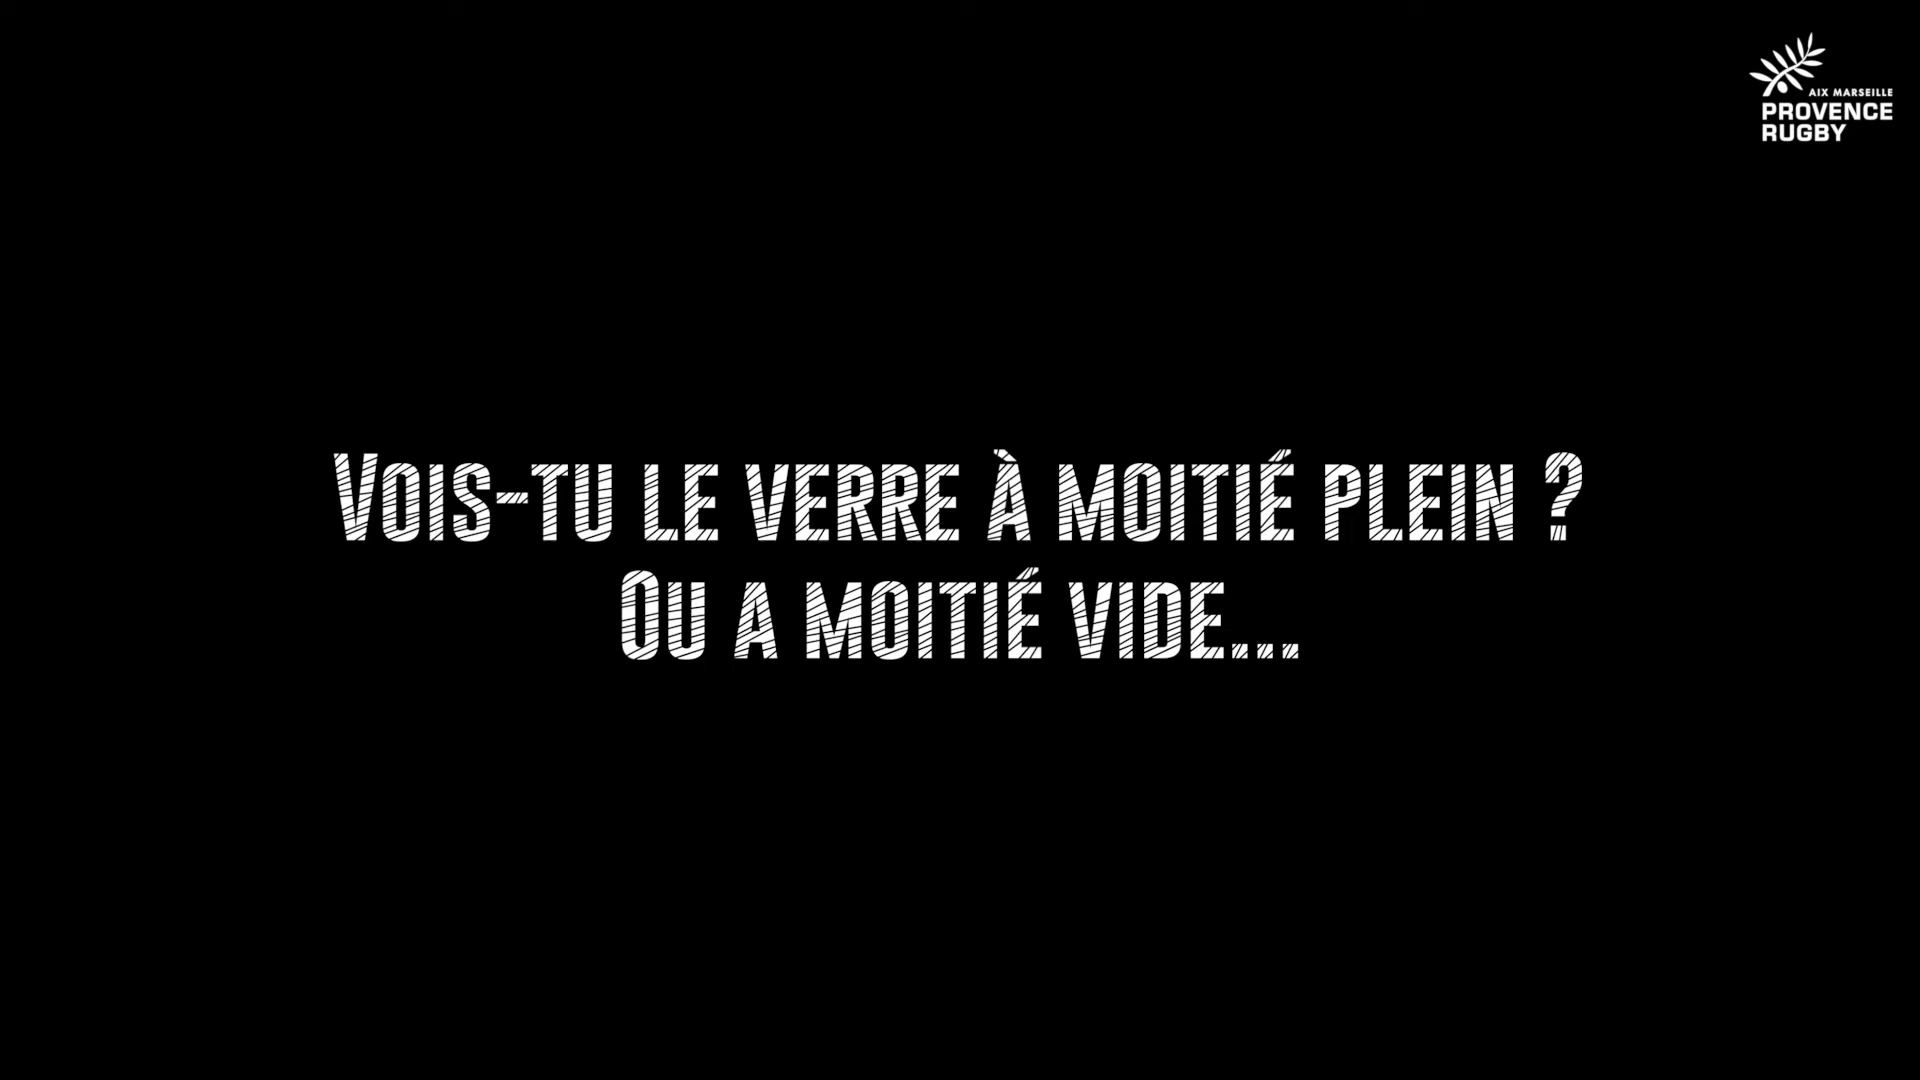 AIX MARSEILLE
PROVENCE
RUGBY
VOIS-TU LE VERRE À MOITIÉ PLEIN ?
OU A MOITIÉ VIDE...